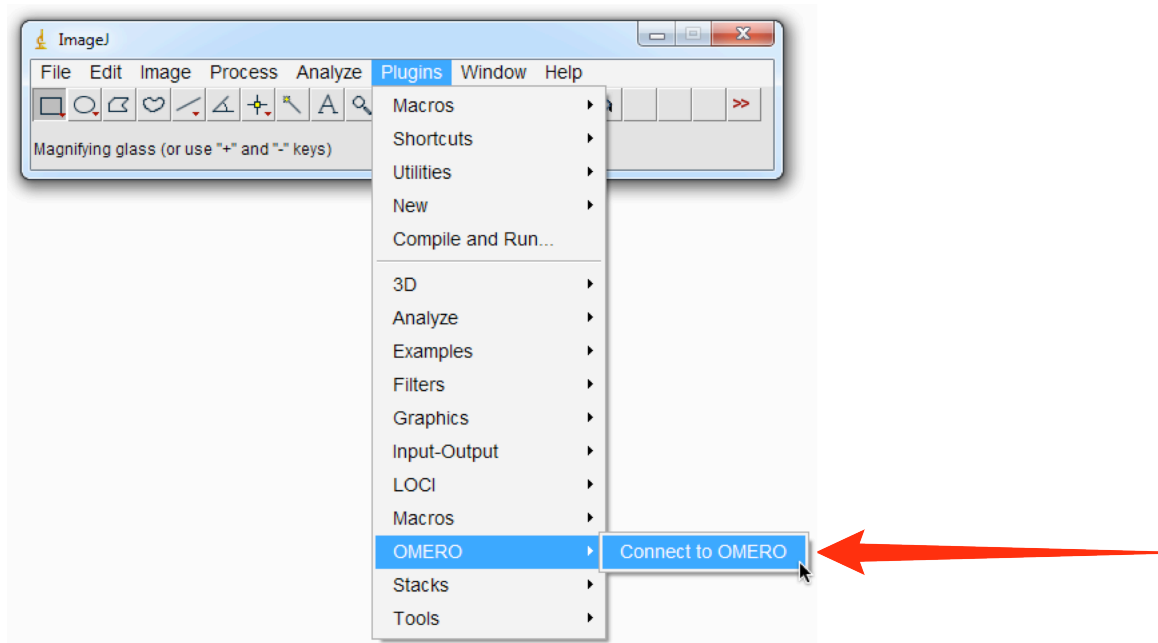 ImageJ
File Edit Image Process Analyze Plugins Window Help
A >>
Magnifying glass (or use "+" and "-" keys)
Macros
Shortcuts
Utilities
New
Compile and Run...
3D
Analyze
Examples
Filters
Graphics
Input-Output
LOCI
Macros
OMERO Connect to OMERO
Stacks
Tools